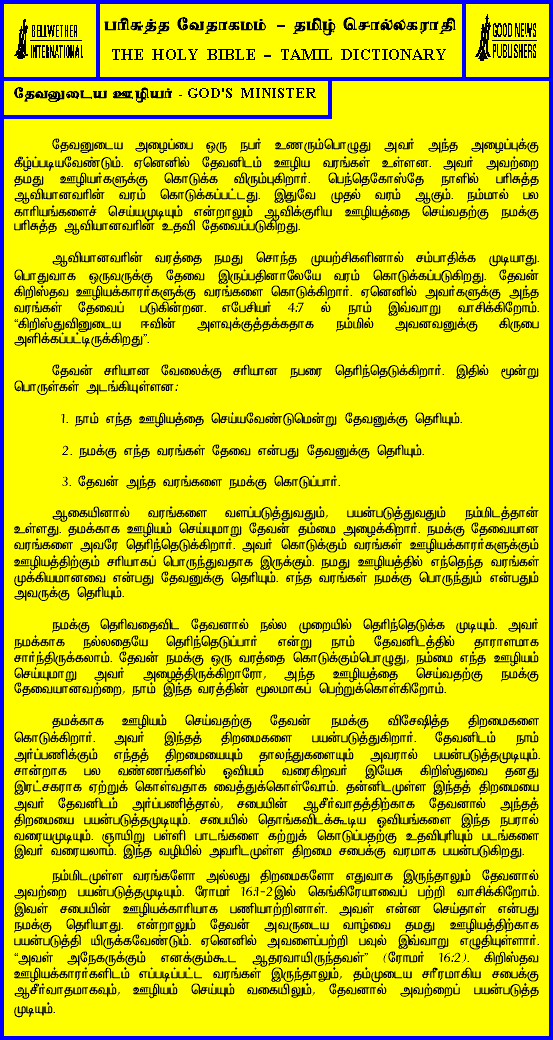 BELLWETHER
INTERNATIONAL
பரிசுத்த வேதாகமம் – தமிழ் சொல்லகராதி
THE HOLY BIBLE – TAMIL DICTIONARY
GOOD NEWS
PUBLISHERS
தேவனுடைய ஊழியர் - GOD'S MINISTER
தேவனுடைய அழைப்பை ஒரு நபர் உணரும்பொழுது அவர் அந்த அழைப்புக்கு
கீழ்ப்படியவேண்டும். ஏனெனில் தேவனிடம் ஊழிய வரங்கள் உள்ளன. அவர் அவற்றை
தமது ஊழியர்களுக்கு கொடுக்க விரும்புகிறார். பெந்தெகோஸ்தே நாளில் பரிசுத்த
ஆவியானவரின் வரம் கொடுக்கப்பட்டது. இதுவே முதல் வரம் ஆகும். நம்மால் பல
காரியங்களைச் செய்யமுடியும் என்றாலும் ஆவிக்குரிய ஊழியத்தை செய்வதற்கு நமக்கு
பரிசுத்த ஆவியானவரின் உதவி தேவைப்படுகிறது.
ஆவியானவரின் வரத்தை நமது சொந்த முயற்சிகளினால் சம்பாதிக்க முடியாது.
பொதுவாக ஒருவருக்கு தேவை இருப்பதினாலேயே வரம் கொடுக்கப்படுகிறது. தேவன்
கிறிஸ்தவ ஊழியக்காரர்களுக்கு வரங்களை கொடுக்கிறார். ஏனெனில் அவர்களுக்கு அந்த
வரங்கள் தேவைப் படுகின்றன. எபேசியர் 4:7 ல் நாம் இவ்வாறு வாசிக்கிறோம்.
“கிறிஸ்துவினுடைய ஈவின் அளவுக்குத்தக்கதாக நம்மில் அவனவனுக்கு கிருபை
அளிக்கப்பட்டிருக்கிறது”.
தேவன் சரியான வேலைக்கு சரியான நபரை தெரிந்தெடுக்கிறார். இதில் மூன்று
பொருள்கள் அடங்கியுள்ளன:
1. நாம் எந்த ஊழியத்தை செய்யவேண்டுமென்று தேவனுக்கு தெரியும்.
2. நமக்கு எந்த வரங்கள் தேவை என்பது தேவனுக்கு தெரியும்.
3. தேவன் அந்த வரங்களை நமக்கு கொடுப்பார்.
ஆகையினால் வரங்களை வளப்படுத்துவதும், பயன்படுத்துவதும் நம்மிடத்தான்
உள்ளது. தமக்காக ஊழியம் செய்யுமாறு தேவன் தம்மை அழைக்கிறார். நமக்கு தேவையான
வரங்களை அவரே தெரிந்தெடுக்கிறார். அவர் கொடுக்கும் வரங்கள் ஊழியக்காரர்களுக்கும்
ஊழியத்திற்கும் சரியாகப் பொருந்துவதாக இருக்கும். நமது ஊழியத்தில் எந்தெந்த வரங்கள்
முக்கியமானவை என்பது தேவனுக்கு தெரியும். எந்த வரங்கள் நமக்கு பொருந்தும் என்பதும்
அவருக்கு தெரியும்.
நமக்கு தெரிவதைவிட தேவனால் நல்ல முறையில் தெரிந்தெடுக்க முடியும். அவர்
நமக்காக நல்லதையே தெரிந்தெடுப்பார் என்று நாம் தேவனிடத்தில் தாராளமாக
சார்ந்திருக்கலாம். தேவன் நமக்கு ஒரு வரத்தை கொடுக்கும்பொழுது, நம்மை எந்த ஊழியம்
செய்யுமாறு அவர் அழைத்திருக்கிறாரோ, அந்த ஊழியத்தை செய்வதற்கு நமக்கு
தேவையானவற்றை, நாம் இந்த வரத்தின் மூலமாகப் பெற்றுக்கொள்கிறோம்.
தமக்காக ஊழியம் செய்வதற்கு தேவன் நமக்கு விசேஷித்த திறமைகளை
கொடுக்கிறார். அவர் இந்தத் திறமைகளை பயன்படுத்துகிறார். தேவனிடம் நாம்
அர்ப்பணிக்கும் எந்தத் திறமையையும் தாலந்துகளையும் அவரால் பயன்படுத்தமுடியும்.
சான்றாக பல வண்ணங்களில் ஓவியம் வரைகிறவர் இயேசு கிறிஸ்துவை தனது
இரட்சகராக ஏற்றுக் கொள்வதாக வைத்துக்கொள்வோம். தன்னிடமுள்ள இந்தத் திறமையை
அவர் தேவனிடம் அர்ப்பணித்தால், சபையின் ஆசீர்வாதத்திற்காக தேவனால் அந்தத்
திறமையை பயன்படுத்தமுடியும். சபையில் தொங்கவிடக்கூடிய ஓவியங்களை இந்த நபரால்
வரையமுடியும். ஞாயிறு பள்ளி பாடங்களை கற்றுக் கொடுப்பதற்கு உதவிபுரியும் படங்களை
இவர் வரையலாம். இந்த வழியில் அவரிடமுள்ள திறமை சபைக்கு வரமாக பயன்படுகிறது.
நம்மிடமுள்ள வரங்களோ அல்லது திறமைகளோ எதுவாக இருந்தாலும் தேவனால்
அவற்றை பயன்படுத்தமுடியும். ரோமர் 16:1-2இல் கெங்கிரேயாவைப் பற்றி வாசிக்கிறோம்.
இவள் சபையின் ஊழியக்காரியாக பணியாற்றினாள். அவள் என்ன செய்தாள் என்பது
நமக்கு தெரியாது. என்றாலும் தேவன் அவருடைய வாழ்வை தமது ஊழியத்திற்காக
பயன்படுத்தி யிருக்கவேண்டும். ஏனெனில் அவளைப்பற்றி பவுல் இவ்வாறு எழுதியுள்ளார்.
“அவள் அநேகருக்கும் எனக்கும்கூட ஆதரவாயிருந்தவள்” (ரோமர் 16:2). கிறிஸ்தவ
ஊழியக்காரர்களிடம் எப்படிப்பட்ட வரங்கள் இருந்தாலும், தம்முடைய சரீரமாகிய சபைக்கு
ஆசீர்வாதமாகவும், ஊழியம் செய்யும் வகையிலும், தேவனால் அவற்றைப் பயன்படுத்த
முடியும்.